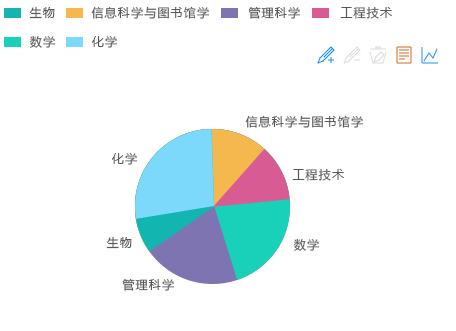 生物 信息科学与图书馆学 管理科学 工程技术
数学 化学
信息科学与图书馆学
化学
工程技术
生物
数学
管理科学